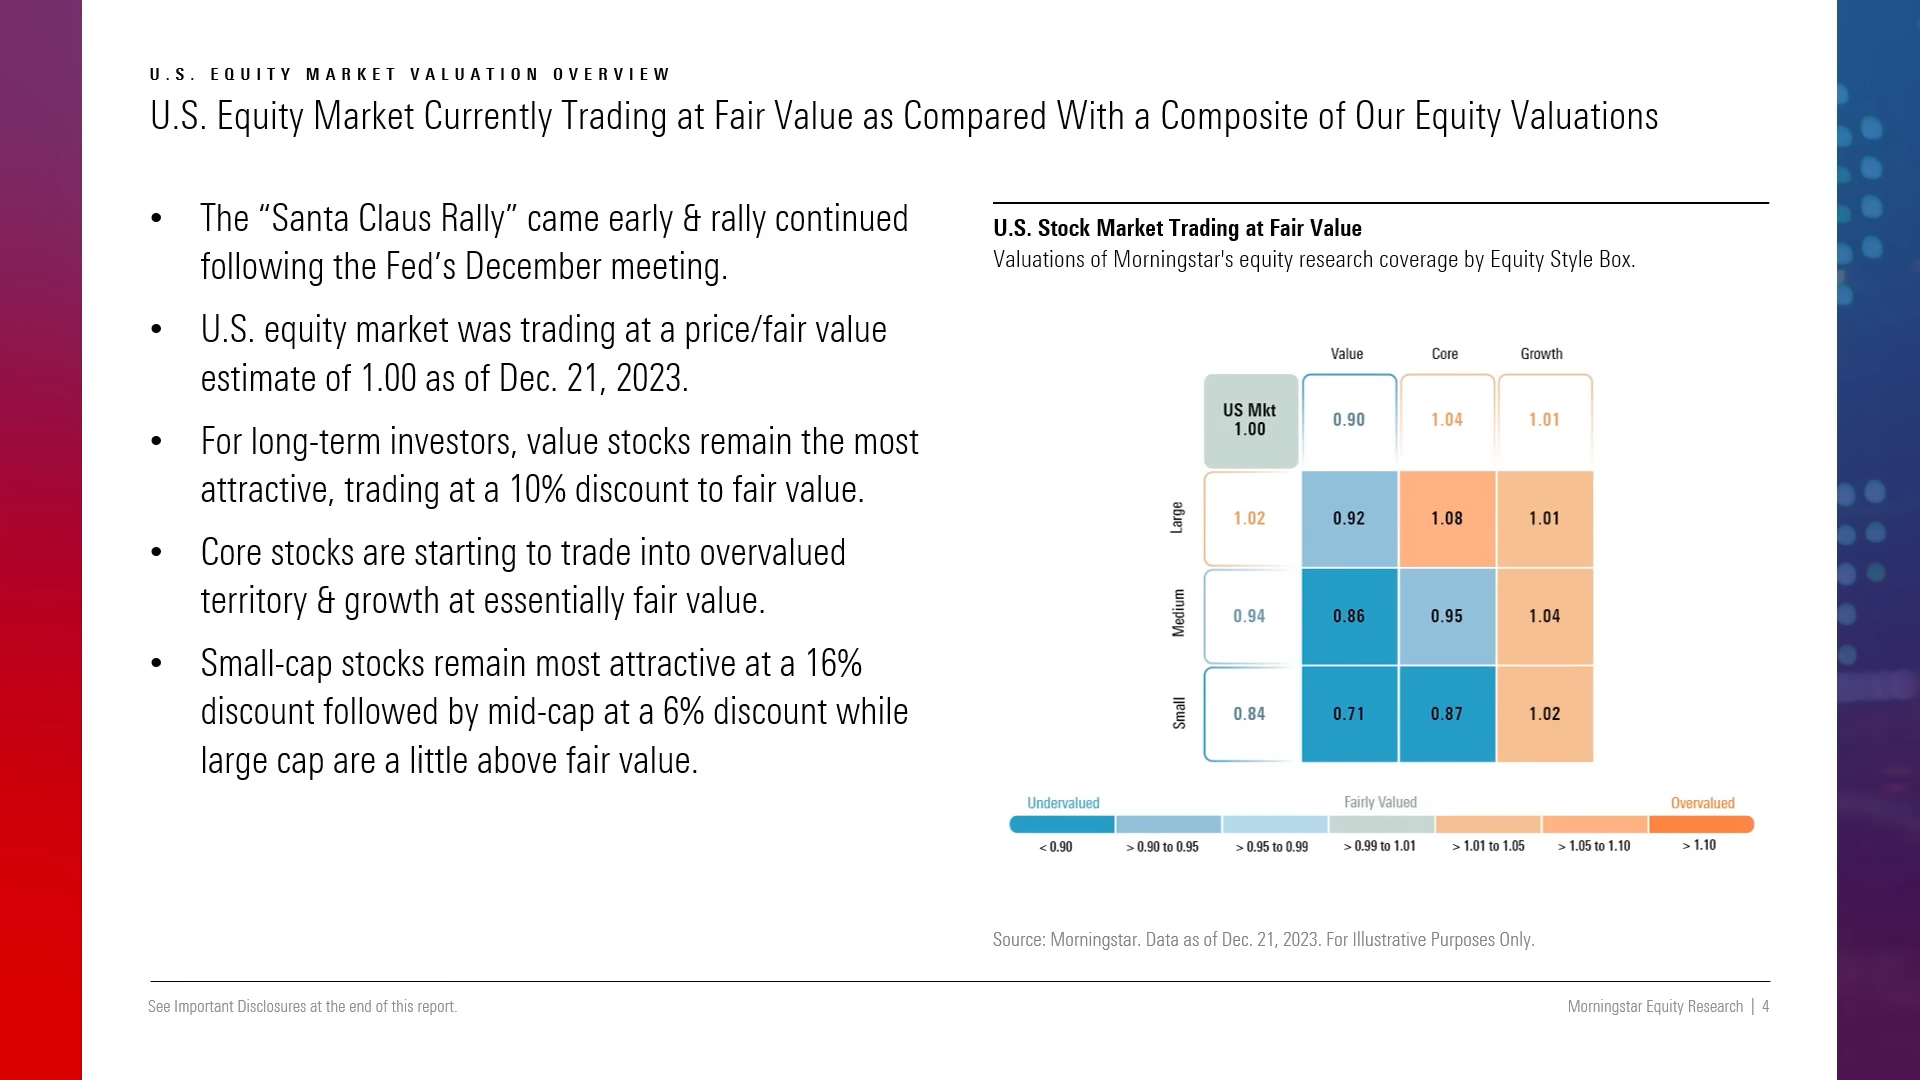 U.S. EQUITY MARKET VALUATION OVERVIEW
U.S. Equity Market Currently Trading at Fair Value as Compared With a Composite of Our Equity Valuations
• The “Santa Claus Rally” came early & rally continued
following the Fed’s December meeting.
• U.S. equity market was trading at a price/fair value
estimate of 1.00 as of Dec. 21, 2023.
• For long-term investors, value stocks remain the most
attractive, trading at a 10% discount to fair value.
• Core stocks are starting to trade into overvalued
territory & growth at essentially fair value.
• Small-cap stocks remain most attractive at a 16%
discount followed by mid-cap at a 6% discount while
large cap are a little above fair value.
U.S. Stock Market Trading at Fair Value
Valuations of Morningstar's equity research coverage by Equity Style Box.
Value Core Growth
US Mkt
1.00 0.90 1.04 1.01
Large 1.02 0.92 1.08 1.01
Medium 0.94 0.86 0.95 1.04
Small 0.84 0.71 0.87 1.02
Undervalued Fairly Valued Overvalued
< 0.90 > 0.90 to 0.95 > 0.95 to 0.99 > 0.99 to 1.01 > 1.01 to 1.05 > 1.05 to 1.10 > 1.10
Source: Morningstar. Data as of Dec. 21, 2023. For Illustrative Purposes Only.
See Important Disclosures at the end of this report.
Morningstar Equity Research | 4